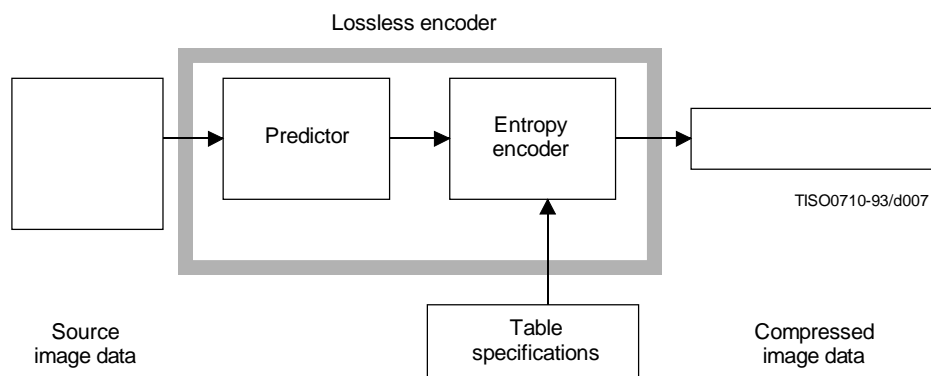 Lossless encoder
Predictor
Entropy
encoder
TISO0710-93/d007
Source
image data
Table
specifications
Compressed
image data